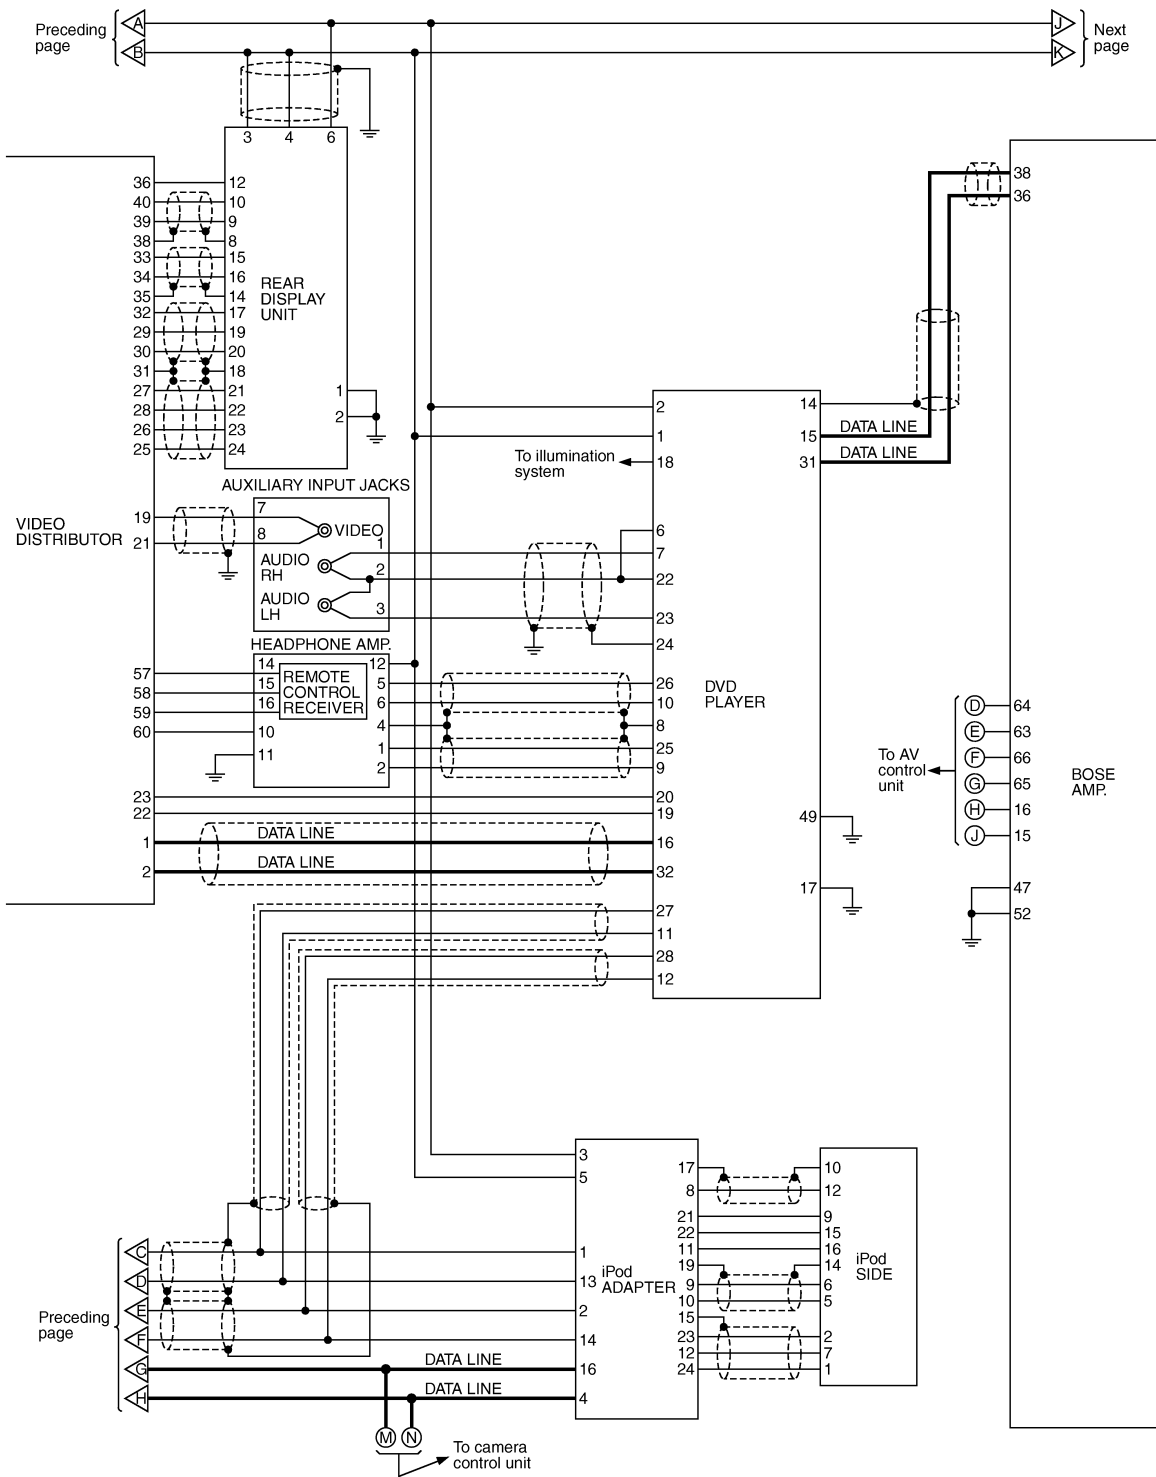 Preceding
page
A
B
J
K
Next
page
3 4 6
36 12
40 10
39 9
38 8
33 15
34 16
35 14
32 17
29 19
30 20
31 18
27 21
28 22
26 23
25 24
REAR
DISPLAY
UNIT
1
2
38
36
2
1
18
To illumination
system
14
15
31
DATA LINE
DATA LINE
AUXILIARY INPUT JACKS
VIDEO
DISTRIBUTOR
19
21
7
8
VIDEO
1
AUDIO
RH
2
AUDIO
LH
3
6
7
22
23
24
HEADPHONE AMP.
57 14
58 15
59 16
60 10
11
REMOTE
CONTROL
RECEIVER
12
5
6
4
1
2
26
10
8
25
9
DVD
PLAYER
23 20
22 19
1 DATA LINE 16
2 DATA LINE 32
27
11
28
12
49
17
To AV
control
unit
D 64
E 63
F 66
G 65
H 16
J 15
47
52
BOSE
AMP.
3
5
Preceding
page
C 1
D 13
E 2
F 14
G DATA LINE 16
H DATA LINE 4
iPod
ADAPTER
17 10
8 12
21 9
22 15
11 16
19 14
9 6
10 5
15
23 2
12 7
24 1
iPod
SIDE
M N
To camera
control unit